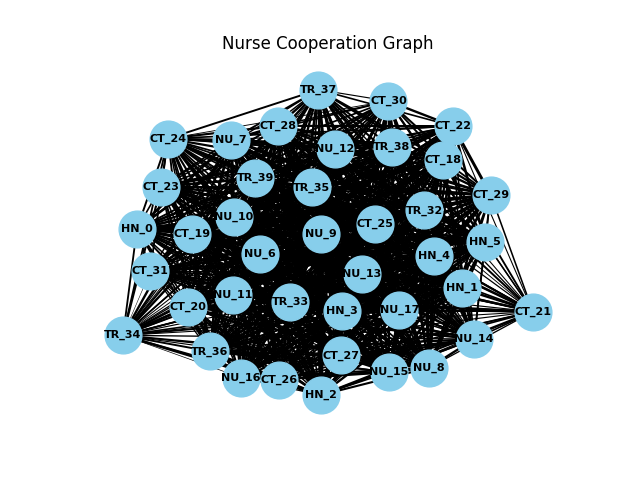 Nurse Cooperation Graph
TR_37
CT_30
CT_28
CT_22
CT_24
NU_7
NU_12
TR_38
CT_18
TR_39
TR_35
CT_23
CT_29
TR_32
NU_10
CT_25
HN_0
CT_19
NU_9
HN_5
NU_6
HN_4
CT_31
NU_13
HN_1
NU_11
TR_33
CT_20
HN_3
NU_17
CT_21
TR_34
NU_14
TR_36
CT_27
NU_16
CT_26
NU_15
NU_8
HN_2